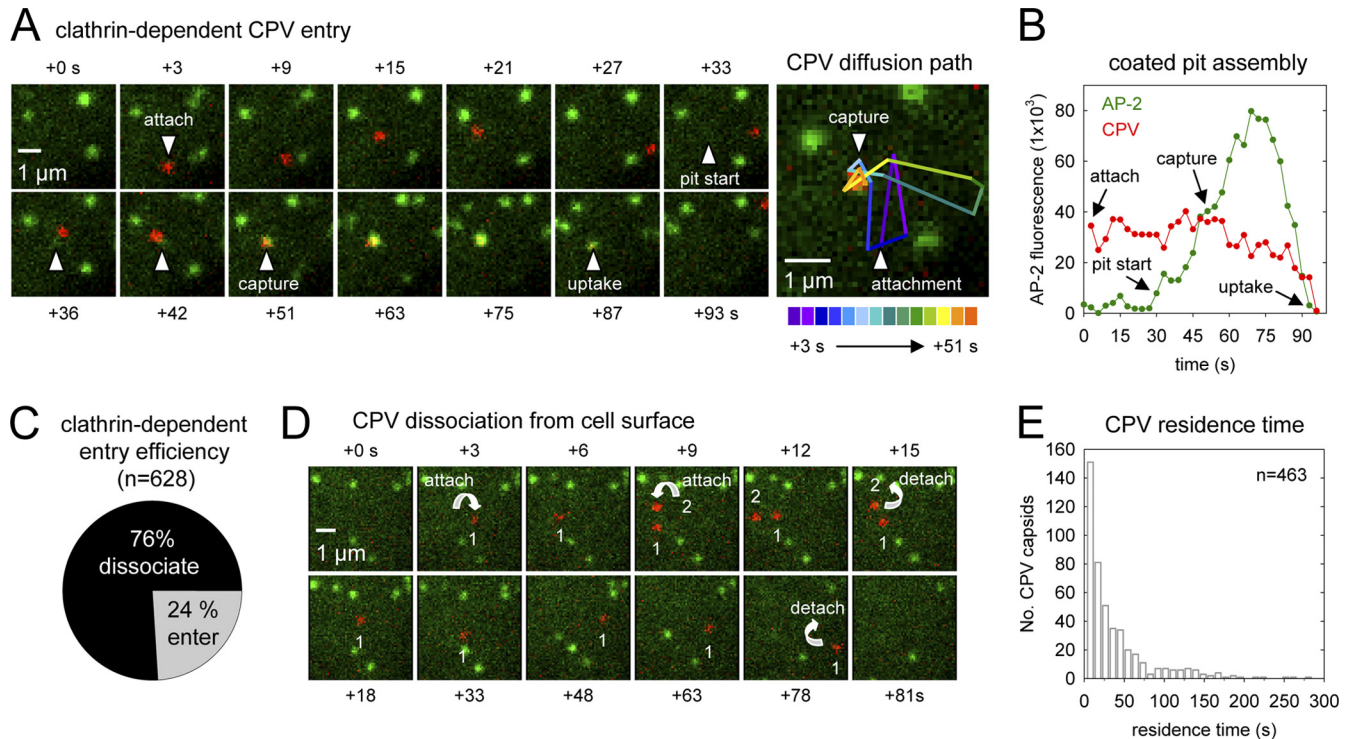 A clathrin-dependent CPV entry
+0 s +3 +9 +15 +21 +27 +33
attach
1 µm
pit start
capture
uptake
+36 +42 +51 +63 +75 +87 +93 s
CPV diffusion path
capture
1 µm
attachment
+3 s +51 s
B
coated pit assembly
AP-2 fluorescence (1x10³)
80
60
40
20
0
AP-2
CPV
capture
attach
pit start
uptake
0 15 30 45 60 75 90
time (s)
C
clathrin-dependent
entry efficiency
(n=628)
76%
dissociate
24 %
enter
D CPV dissociation from cell surface
+0 s +3 +6 +9 +12 +15
attach attach 2 detach
2
1 µm
1 1 1 1 1
detach
1 1 1 1 1
+18 +33 +48 +63 +78 +81s
E
CPV residence time
n=463
No. CPV capsids
160
140
120
100
80
60
40
20
0
0 50 100 150 200 250 300
residence time (s)